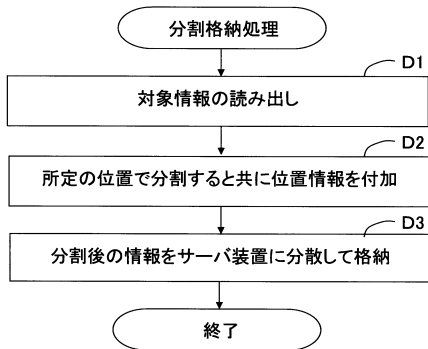 分割格納処理
D1
対象情報の読み出し
D2
所定の位置で分割すると共に位置情報を付加
D3
分割後の情報をサーバ装置に分散して格納
終了